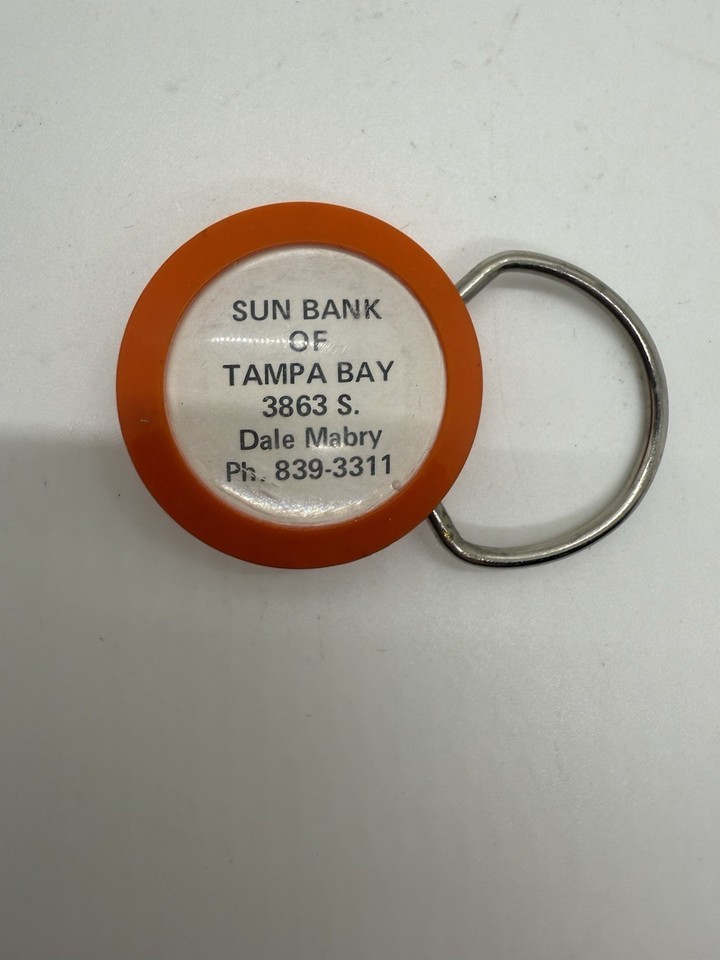 SUN BANK
OF
TAMPA BAY
3863 S.
Dale Mabry
Ph. 839-3311